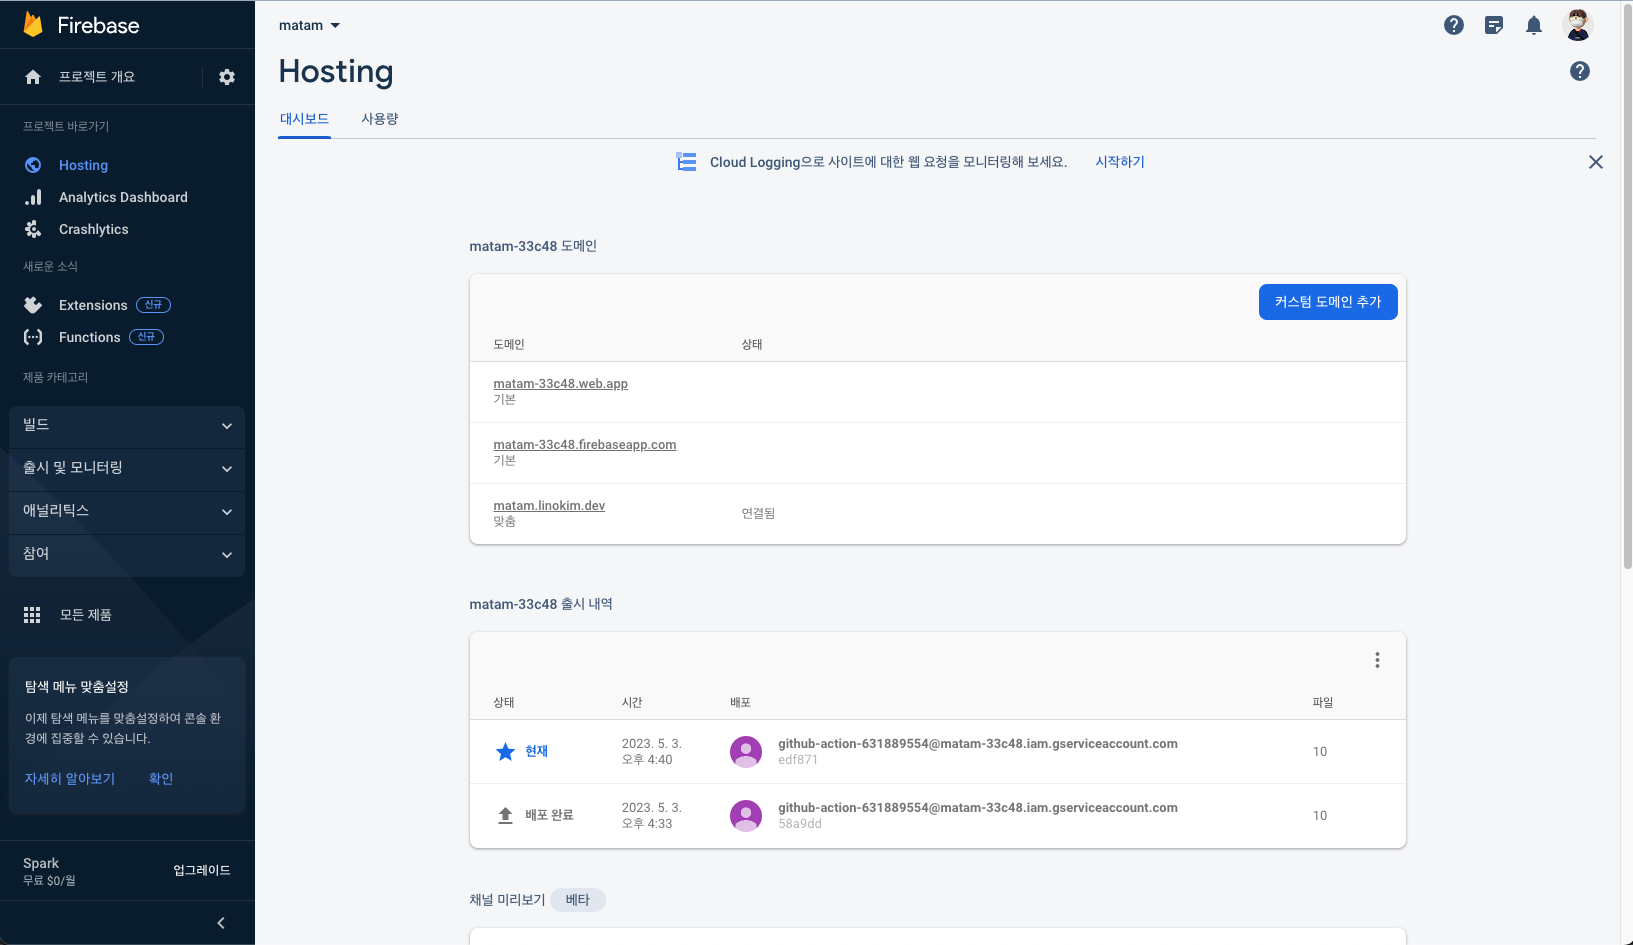 Firebase
matam
프로젝트 개요
Hosting
대시보드
사용량
프로젝트 바로가기
Hosting
Analytics Dashboard
Crashlytics
새로운 소식
Extensions 신규
Functions 신규
제품 카테고리
빌드
출시 및 모니터링
애널리틱스
참여
모든 제품
탐색 메뉴 맞춤설정
이제 탐색 메뉴를 맞춤설정하여 콘솔 환
경에 집중할 수 있습니다.
자세히 알아보기 확인
Spark
무료 $0/월
업그레이드
Cloud Logging으로 사이트에 대한 웹 요청을 모니터링해 보세요. 시작하기
matam-33c48 도메인
커스텀 도메인 추가
도메인 상태
matam-33c48.web.app
기본
matam-33c48.firebaseapp.com
기본
matam.linokim.dev
맞춤
연결됨
matam-33c48 출시 내역
상태 시간 배포 파일
현재
2023. 5. 3.
오후 4:40
github-action-631889554@matam-33c48.iam.gserviceaccount.com
edf871
10
배포 완료
2023. 5. 3.
오후 4:33
github-action-631889554@matam-33c48.iam.gserviceaccount.com
58a9dd
10
채널 미리보기 베타